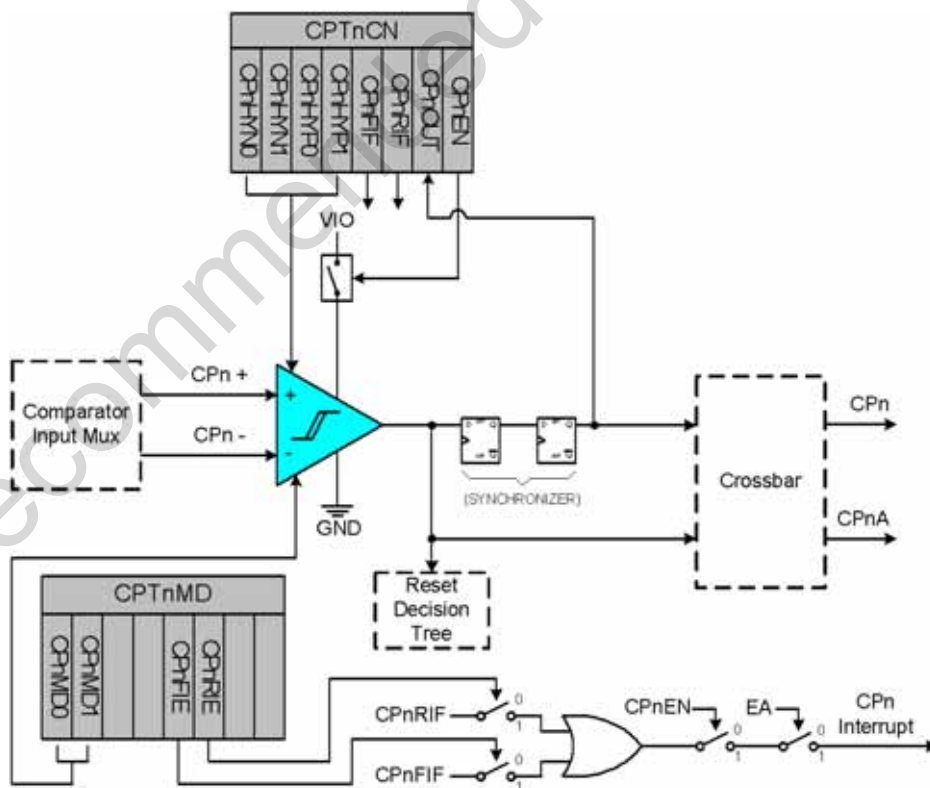 CPTnCN
CPnHYN0
CPnHYN1
CPnHYP0
CPnHYP1
CPnFIF
CPnRIF
CPnOUT
CPnEN
VIO
CPn +
Comparator
Input Mux
CPn -
+
-
GND
(SYNCHRONIZER)
Crossbar
CPn
CPnA
Reset
Decision
Tree
CPTnMD
CPnMD0
CPnMD1
CPnFIE
CPnRIE
CPnRIF
0
1
CPnFIF
0
1
CPnEN
0
1
EA
0
1
CPn
Interrupt
ecommended